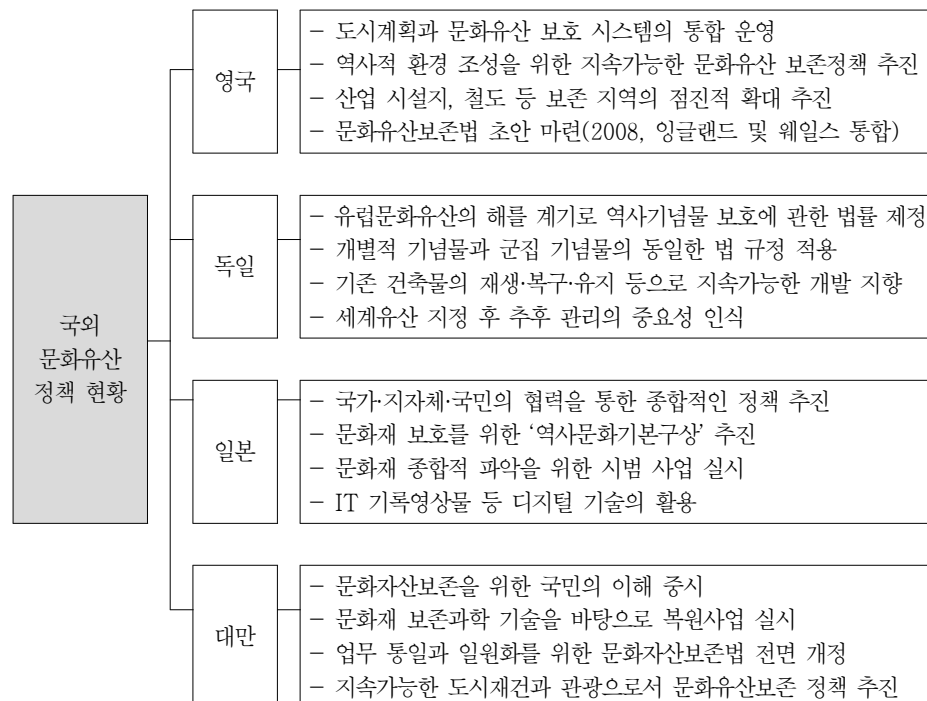 국외
문화유산
정책 현황
영국
– 도시계획과 문화유산 보호 시스템의 통합 운영
– 역사적 환경 조성을 위한 지속가능한 문화유산 보존정책 추진
– 산업 시설지, 철도 등 보존 지역의 점진적 확대 추진
– 문화유산보존법 초안 마련(2008, 잉글랜드 및 웨일스 통합)
독일
– 유럽문화유산의 해를 계기로 역사기념물 보호에 관한 법률 제정
– 개별적 기념물과 군집 기념물의 동일한 법 규정 적용
– 기존 건축물의 재생·복구·유지 등으로 지속가능한 개발 지향
– 세계유산 지정 후 추후 관리의 중요성 인식
일본
– 국가·지자체·국민의 협력을 통한 종합적인 정책 추진
– 문화재 보호를 위한 ‘역사문화기본구상’ 추진
– 문화재 종합적 파악을 위한 시범 사업 실시
– IT 기록영상물 등 디지털 기술의 활용
대만
– 문화자산보존을 위한 국민의 이해 중시
– 문화재 보존과학 기술을 바탕으로 복원사업 실시
– 업무 통일과 일원화를 위한 문화자산보존법 전면 개정
– 지속가능한 도시재건과 관광으로서 문화유산보존 정책 추진